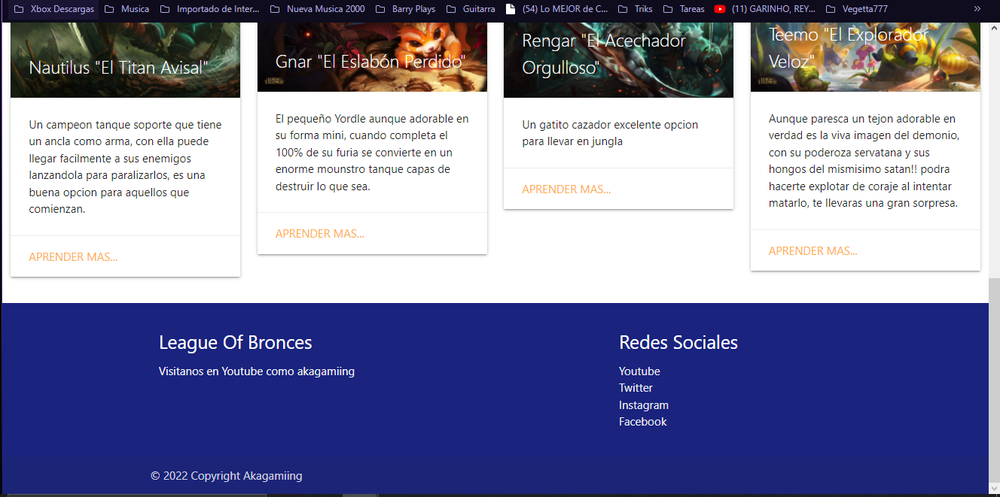 Xbox Descargas
Musica
Importado de Inter...
Nueva Musica 2000
Barry Plays
Guitarra
(54) Lo MEJOR de C...
Triks
Tareas
(11) GARINHO, REY...
Vegetta777
»
Nautilus "El Titan Avisal"
Un campeon tanque soporte que tiene
un ancla como arma, con ella puede
llegar facilmente a sus enemigos
lanzandola para paralizarlos, es una
buena opcion para aquellos que
comienzan.
APRENDER MAS...
Gnar "El Eslabón Perdido"
El pequeño Yordle aunque adorable en
su forma mini, cuando completa el
100% de su furia se convierte en un
enorme mounstro tanque capas de
destruir lo que sea.
APRENDER MAS...
Rengar "El Acechador
Orgulloso"
Un gatito cazador excelente opcion
para llevar en jungla
APRENDER MAS...
Teemo "El Explorador
Veloz"
Aunque paresca un tejon adorable en
verdad es la viva imagen del demonio,
con su poderoza servatana y sus
hongos del mismisimo satan!! podra
hacerte explotar de coraje al intentar
matarlo, te llevaras una gran sorpresa.
APRENDER MAS...
League Of Bronces
Visitanos en Youtube como akagamiing
Redes Sociales
Youtube
Twitter
Instagram
Facebook
© 2022 Copyright Akagamiing